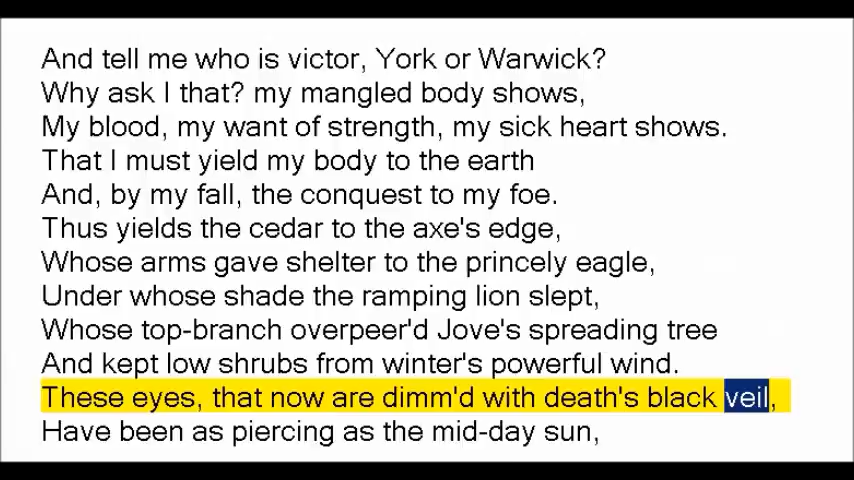 And tell me who is victor, York or Warwick?
Why ask I that? my mangled body shows,
My blood, my want of strength, my sick heart shows.
That I must yield my body to the earth
And, by my fall, the conquest to my foe.
Thus yields the cedar to the axe's edge,
Whose arms gave shelter to the princely eagle,
Under whose shade the ramping lion slept,
Whose top-branch overpeer'd Jove's spreading tree
And kept low shrubs from winter's powerful wind.
These eyes, that now are dimm'd with death's black veil,
Have been as piercing as the mid-day sun,